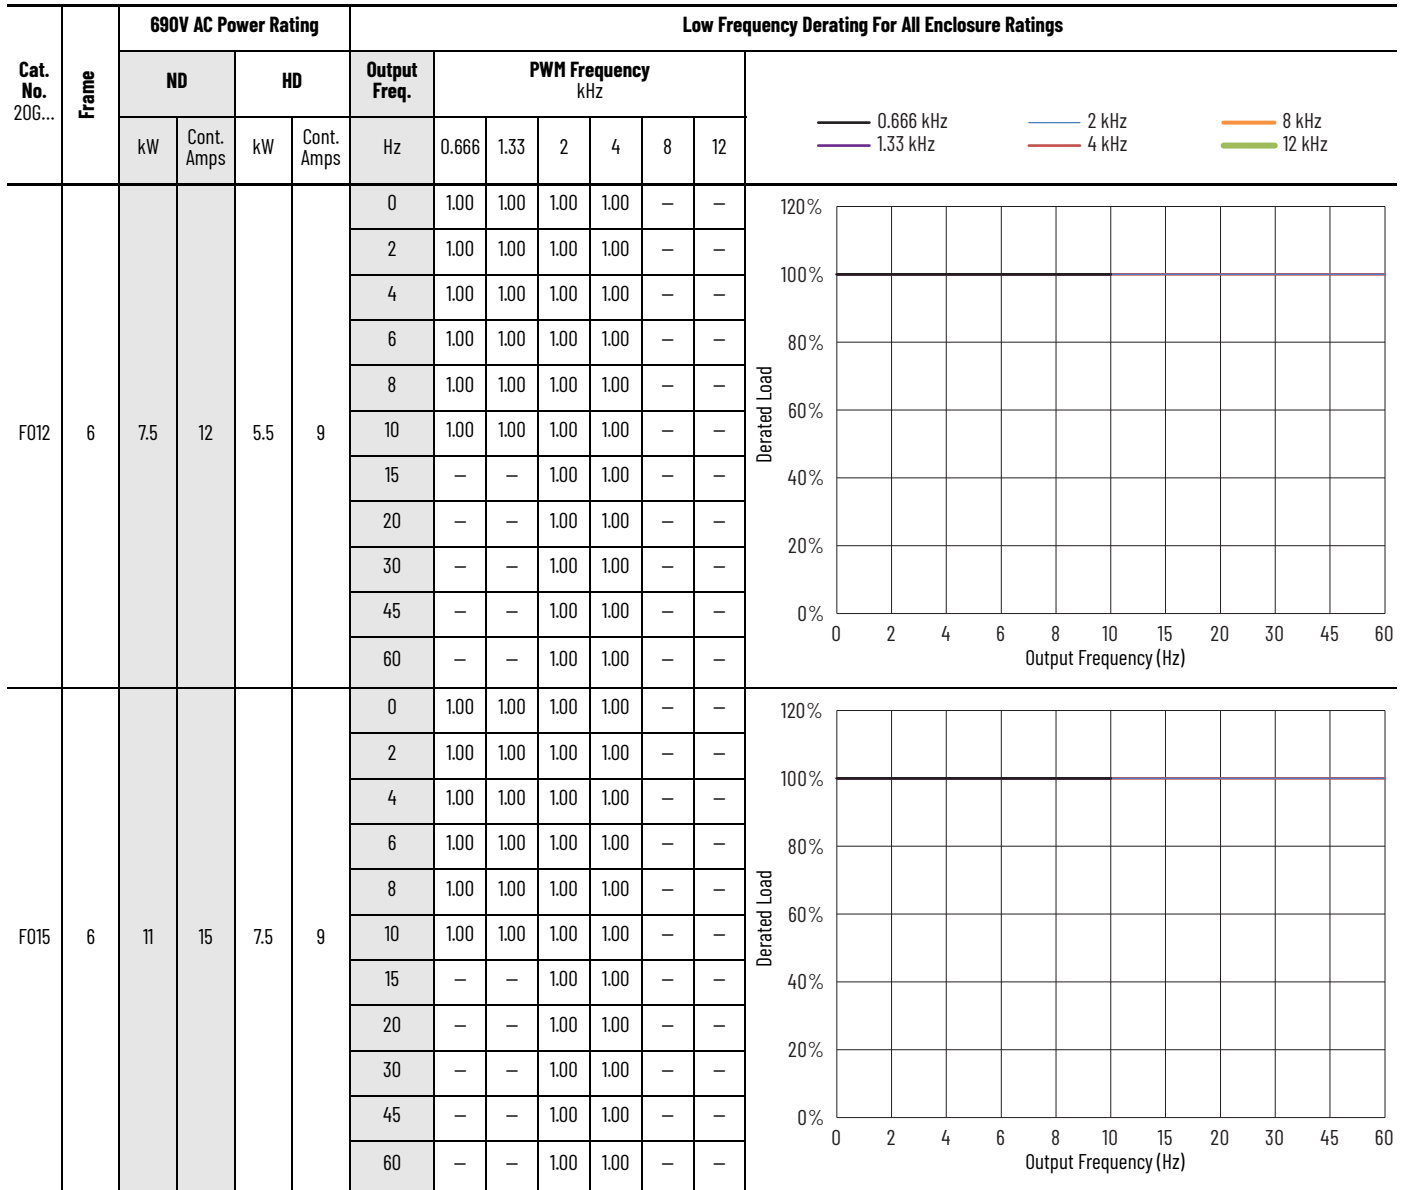 690V AC Power Rating Low Frequency Derating For All Enclosure Ratings
Cat. No. 20G... Frame ND HD Output Freq. PWM Frequency kHz
kW Cont. Amps kW Cont. Amps Hz 0.666 1.33 2 4 8 12
0.666 kHz 2 kHz 8 kHz
1.33 kHz 4 kHz 12 kHz
F012 6 7.5 12 5.5 9
0 1.00 1.00 1.00 1.00 – –
2 1.00 1.00 1.00 1.00 – –
4 1.00 1.00 1.00 1.00 – –
6 1.00 1.00 1.00 1.00 – –
8 1.00 1.00 1.00 1.00 – –
10 1.00 1.00 1.00 1.00 – –
15 – – 1.00 1.00 – –
20 – – 1.00 1.00 – –
30 – – 1.00 1.00 – –
45 – – 1.00 1.00 – –
60 – – 1.00 1.00 – –
Derated Load
120%
100%
80%
60%
40%
20%
0%
0 2 4 6 8 10 15 20 30 45 60
Output Frequency (Hz)
F015 6 11 15 7.5 9
0 1.00 1.00 1.00 1.00 – –
2 1.00 1.00 1.00 1.00 – –
4 1.00 1.00 1.00 1.00 – –
6 1.00 1.00 1.00 1.00 – –
8 1.00 1.00 1.00 1.00 – –
10 1.00 1.00 1.00 1.00 – –
15 – – 1.00 1.00 – –
20 – – 1.00 1.00 – –
30 – – 1.00 1.00 – –
45 – – 1.00 1.00 – –
60 – – 1.00 1.00 – –
Derated Load
120%
100%
80%
60%
40%
20%
0%
0 2 4 6 8 10 15 20 30 45 60
Output Frequency (Hz)